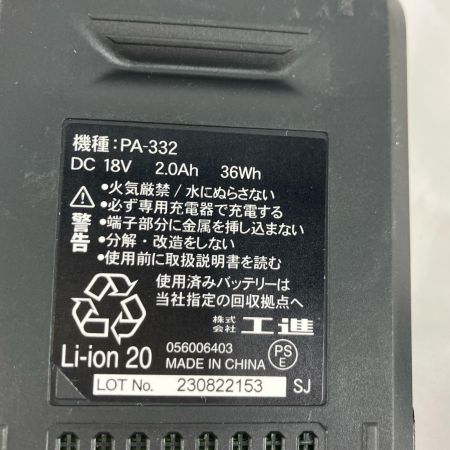 機種:PA-332
DC 18V 2.0Ah 36Wh
⚠警告
•火気厳禁/水にぬらさない
•必ず専用充電器で充電する
•端子部分に金属を挿し込まない
•分解・改造をしない
•使用前に取扱説明書を読む
使用済みバッテリーは
当社指定の回収拠点へ
株式会社 工進
Li-ion 20
056006403
MADE IN CHINA
PS
E
LOT No. 230822153 SJ